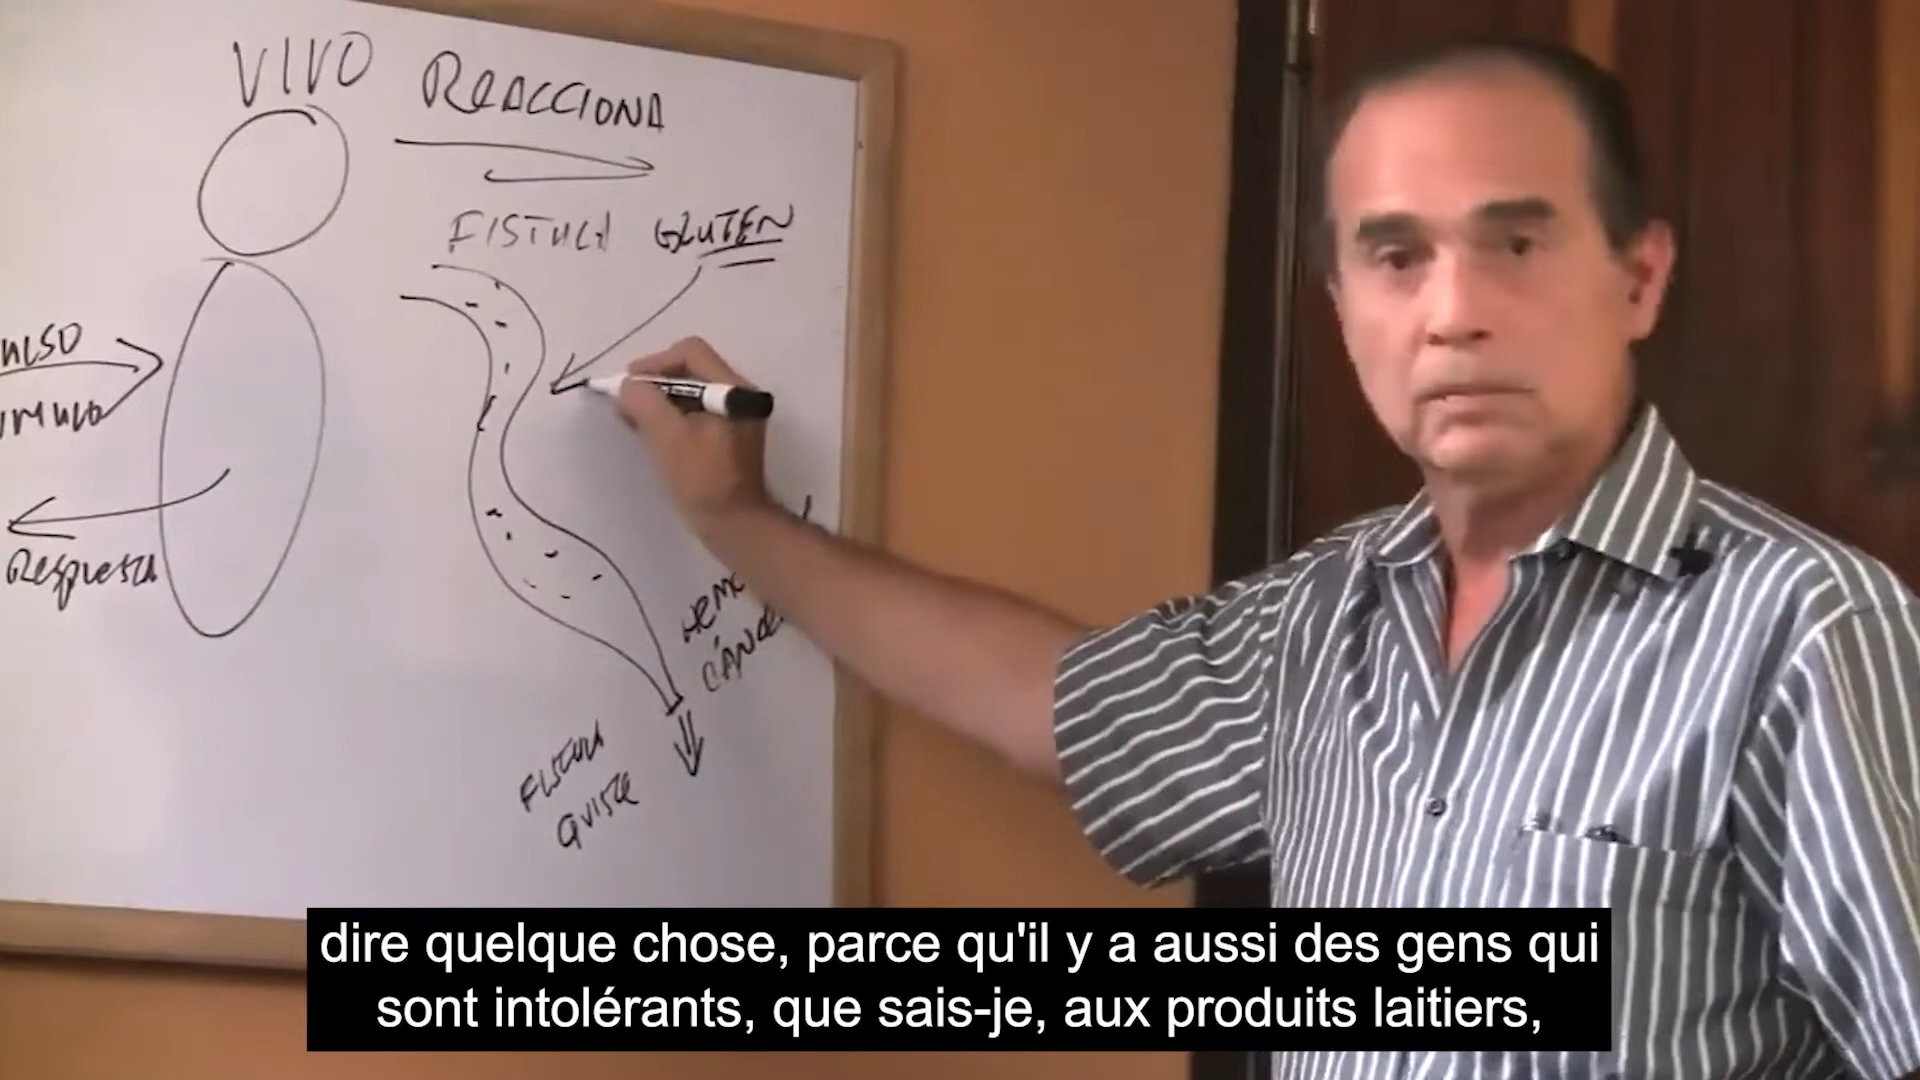 VIVO REACCIONA
FISTULA GLUTEN
Respuesta
CÁNCE
FISTULA
QUISTE
dire quelque chose, parce qu'il y a aussi des gens qui
sont intolérants, que sais-je, aux produits laitiers,